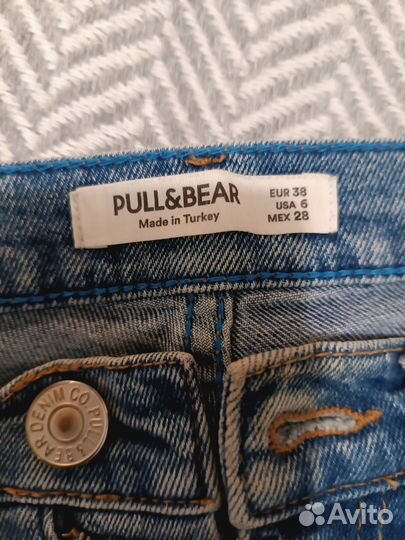 PULL&BEAR
Made in Turkey
EUR 38
USA 6
MEX 28
BEAR DENIM CO PULL&
Avito